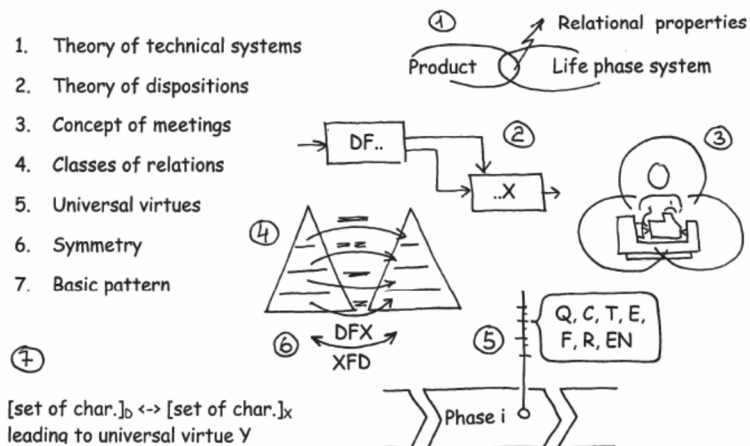 1. Theory of technical systems
2. Theory of dispositions
3. Concept of meetings
4. Classes of relations
5. Universal virtues
6. Symmetry
7. Basic pattern
1
Relational properties
Product
Life phase system
DF..
2
..X
3
4
DFX
6
XFD
5
Q, C, T, E,
F, R, EN
Phase i
7
[set of char.]D <-> [set of char.]X
leading to universal virtue Y